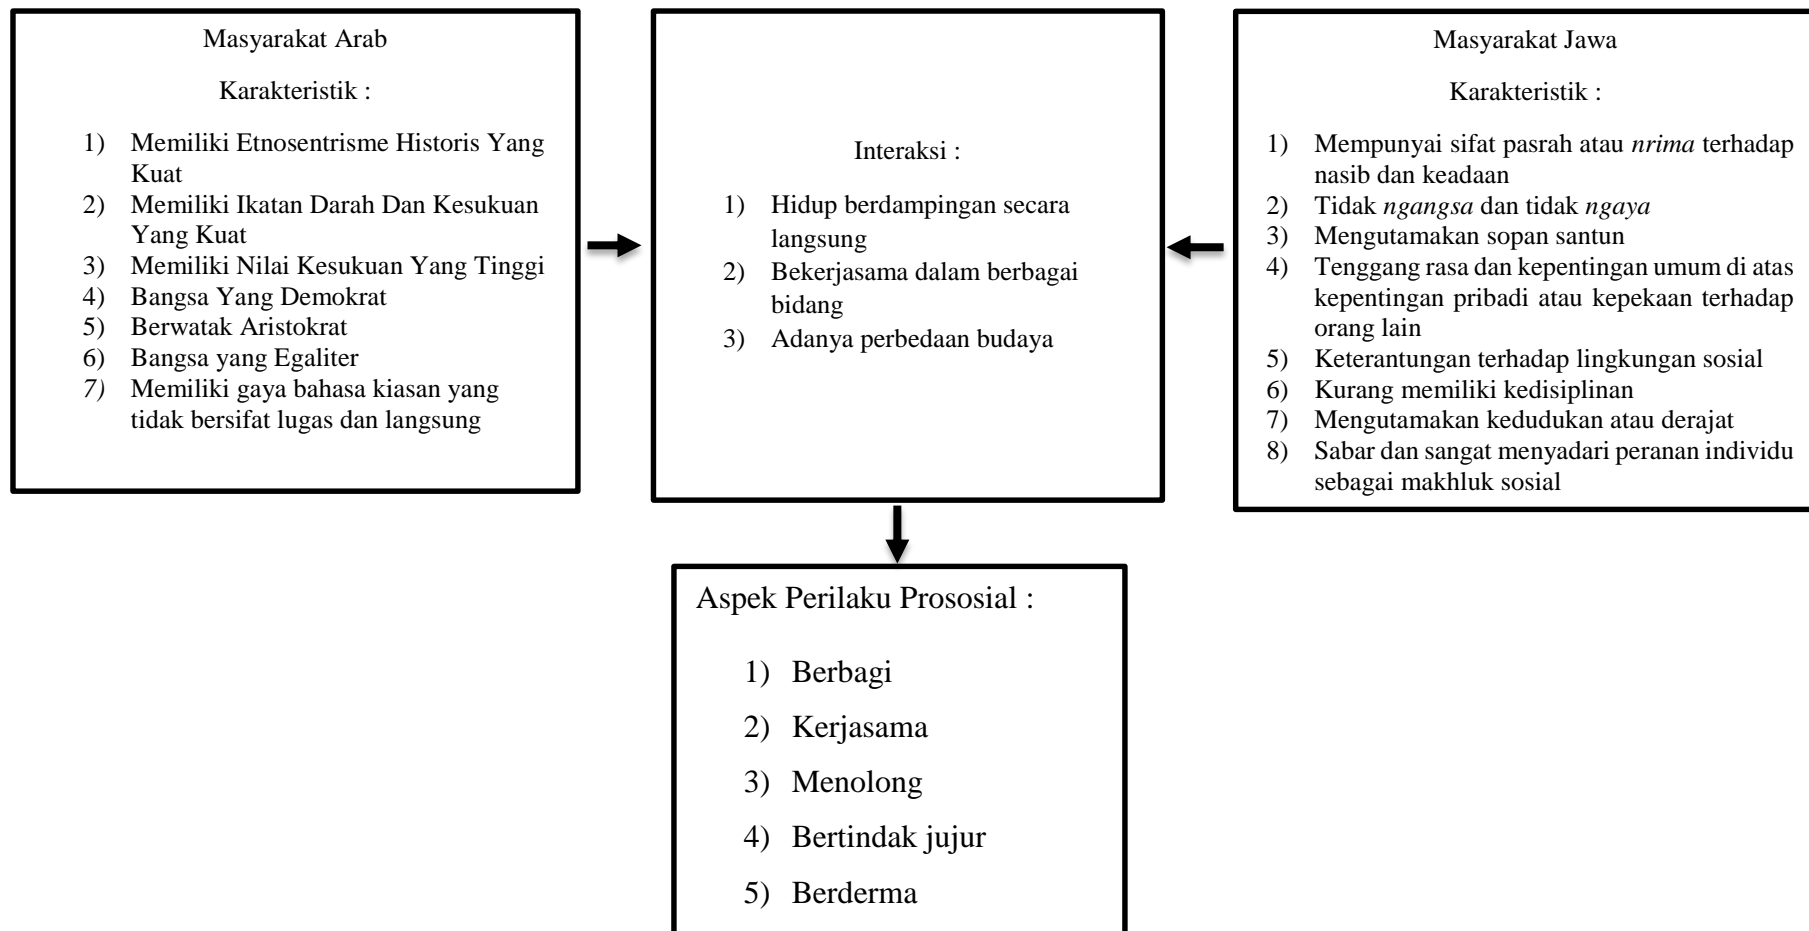 Masyarakat Arab
Karakteristik :
1) Memiliki Etnosentrisme Historis Yang
Kuat
2) Memiliki Ikatan Darah Dan Kesukuan
Yang Kuat
3) Memiliki Nilai Kesukuan Yang Tinggi
4) Bangsa Yang Demokrat
5) Berwatak Aristokrat
6) Bangsa yang Egaliter
7) Memiliki gaya bahasa kiasan yang
tidak bersifat lugas dan langsung
Interaksi :
1) Hidup berdampingan secara
langsung
2) Bekerjasama dalam berbagai
bidang
3) Adanya perbedaan budaya
Masyarakat Jawa
Karakteristik :
1) Mempunyai sifat pasrah atau nrima terhadap
nasib dan keadaan
2) Tidak ngangsa dan tidak ngaya
3) Mengutamakan sopan santun
4) Tenggang rasa dan kepentingan umum di atas
kepentingan pribadi atau kepekaan terhadap
orang lain
5) Keterantungan terhadap lingkungan sosial
6) Kurang memiliki kedisiplinan
7) Mengutamakan kedudukan atau derajat
8) Sabar dan sangat menyadari peranan individu
sebagai makhluk sosial
Aspek Perilaku Prososial :
1) Berbagi
2) Kerjasama
3) Menolong
4) Bertindak jujur
5) Berderma